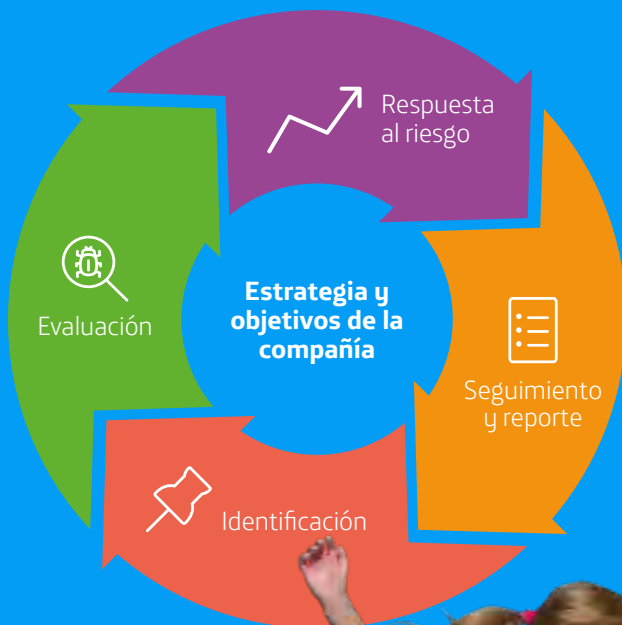 Respuesta
al riesgo
Evaluación
Estrategia y
objetivos de la
compañía
Seguimiento
y reporte
Identificación